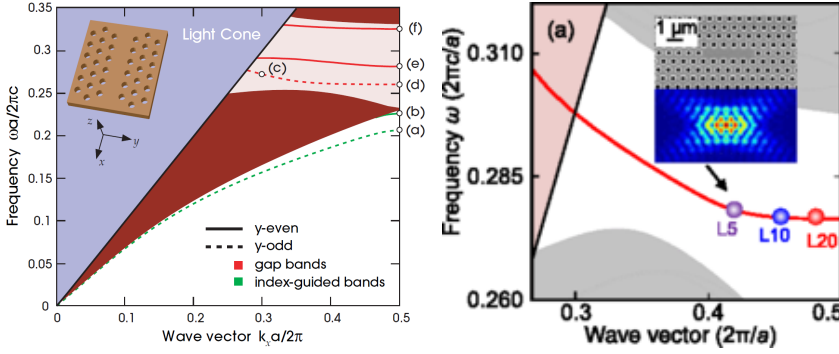 0.35
0.3
0.25
0.2
0.15
0.1
0.05
0
Frequency ωa/2πc
Light Cone
z
y
x
(f)
(e)
(c)
(d)
(b)
(a)
y-even
y-odd
gap bands
index-guided bands
0 0.1 0.2 0.3 0.4 0.5
Wave vector kₓa/2π
(a)
1 μm
0.310
0.285
0.260
Frequency ω (2πc/a)
L5
L10
L20
0.3 0.4 0.5
Wave vector (2π/a)